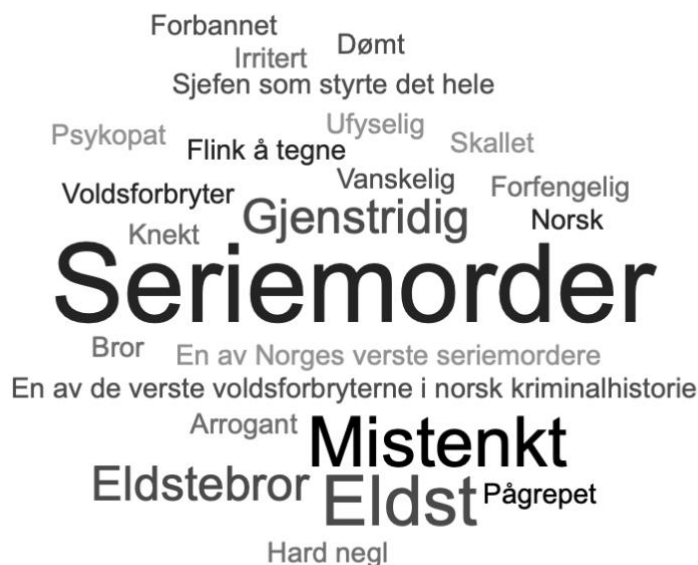 Forbannet
Irritert Dømt
Sjefen som styrte det hele
Psykopat Flink å tegne Ufyselig Skallet
Voldsforbryter Vanskelig Forfengelig
Knekt Gjenstridig Norsk
Seriemorder
Bror En av Norges verste seriemordere
En av de verste voldsforbryterne i norsk kriminalhistorie
Arrogant Mistenkt
Eldstebror Eldst Pågrepet
Hard negl